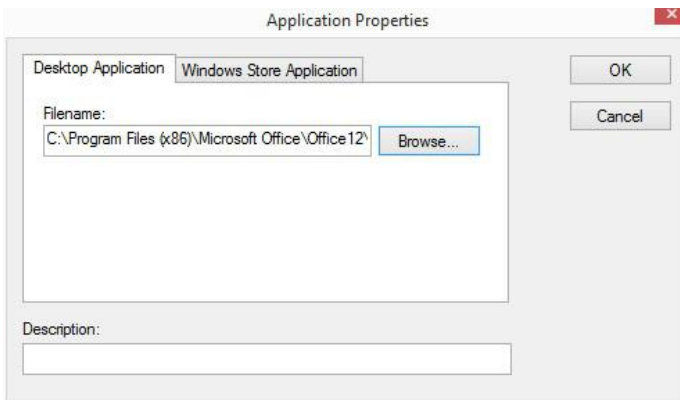 Application Properties
Desktop Application
Windows Store Application
OK
Filename:
Cancel
C:\Program Files (x86)\Microsoft Office\Office12\
Browse...
Description: